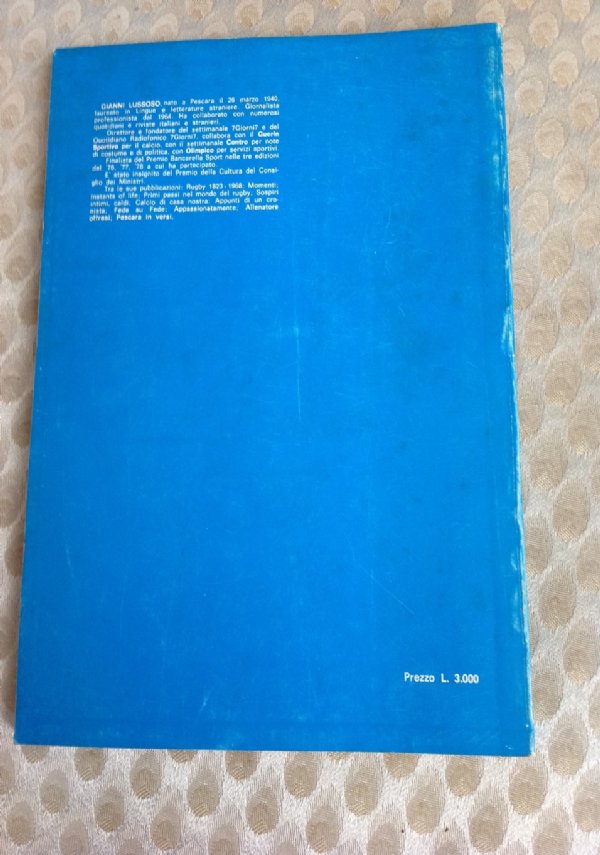 GIANNI LUSSOSO, nato a Pescara il 26 marzo 1940,
laureato in Lingue e letterature straniere. Giornalista
professionista dal 1964. Ha collaborato con numerosi
quotidiani e riviste italiani e stranieri.
Direttore e fondatore del settimanale 7Giorni7 e del
Quotidiano Radiofonico 7Giorni7, collabora con il Guerin
Sportivo per il calcio, con il settimanale Contro per note
di costume e di politica, con Olimpico per servizi sportivi.
Finalista del Premio Bancarella Sport nelle tre edizioni
del '76, '77, '78 a cui ha partecipato.
E' stato insignito del Premio della Cultura del Consi-
glio dei Ministri.
Tra le sue pubblicazioni: Rugby 1823 - 1968; Momenti;
Instants of life; Primi passi nel mondo del rugby; Sospiri
intimi, caldi; Calcio di casa nostra; Appunti di un cro-
nista; Fede su Fede; Appassionatamente; Allenatore
offresi; Pescara in versi.
Prezzo L. 3.000